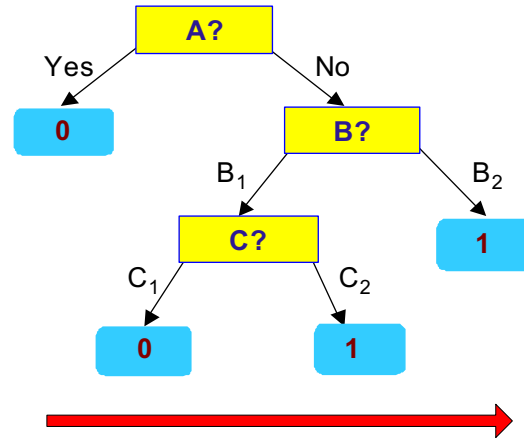 A?
Yes
No
0
B?
B₁
B₂
C?
1
C₁
C₂
0
1